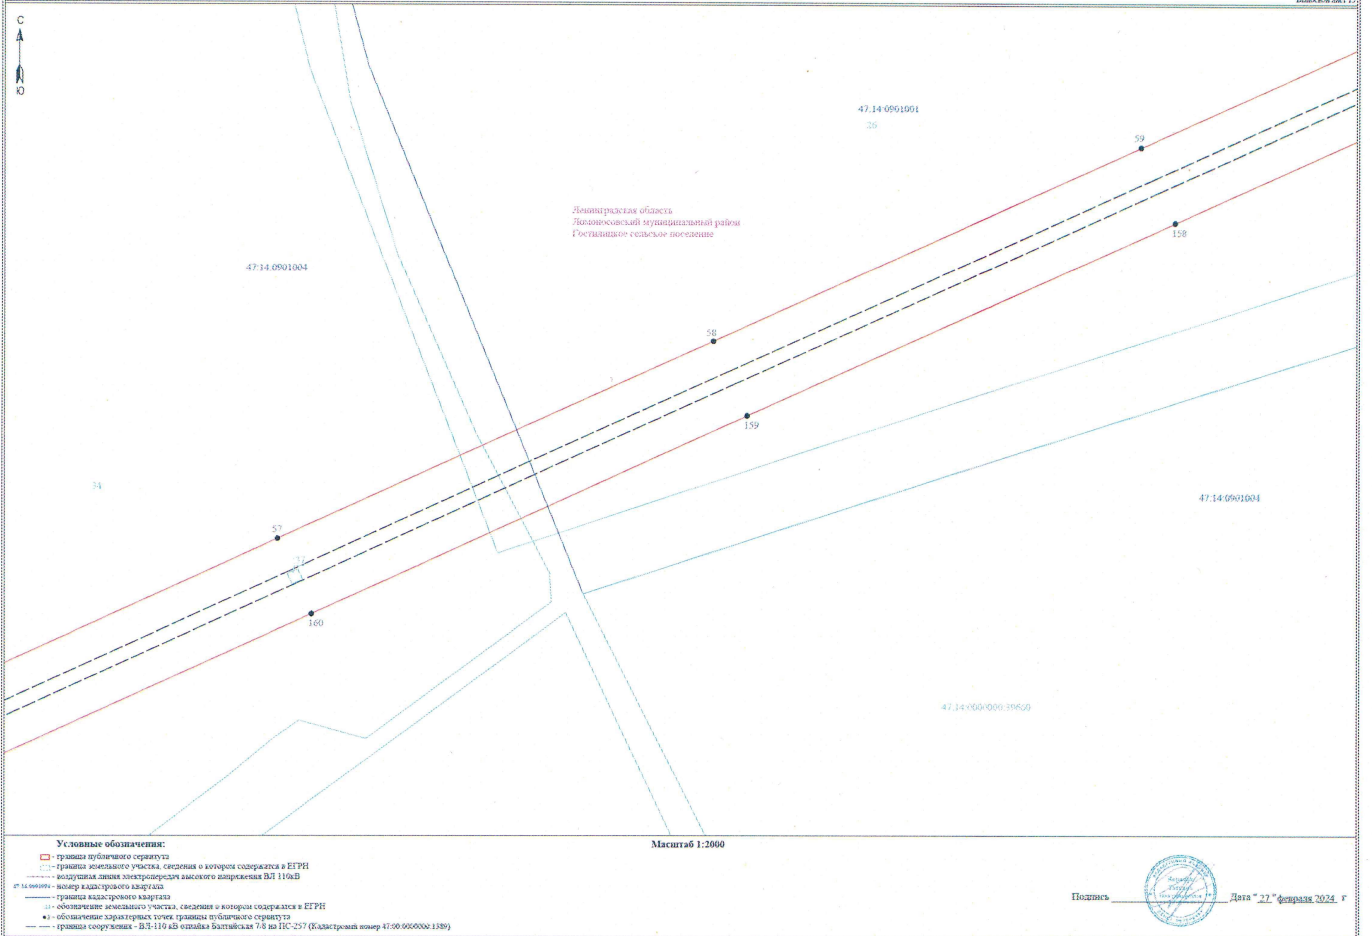 С
Ю
47:14:0901001
26
59
Ленинградская область
Ломоносовский муниципальный район
Гостилицкое сельское поселение
158
47:14:0901004
58
159
34
47:14:0901004
57
37
160
47:14:0000000:39660
Условные обозначения:
Масштаб 1:2000
- граница публичного сервитута
- граница земельного участка, сведения о котором содержатся в ЕГРН
- воздушная линия электропередач высокого напряжения ВЛ 110кВ
- номер кадастрового квартала
- граница кадастрового квартала
- обозначение земельного участка, сведения о котором содержатся в ЕГРН
- обозначение характерных точек границы публичного сервитута
- граница сооружения - ВЛ-110 кВ отпайка Балтийская 7/8 на ПС-257 (Кадастровый номер 47:00:0000000:1389)
Подпись Дата " 27 " февраля 2024 г